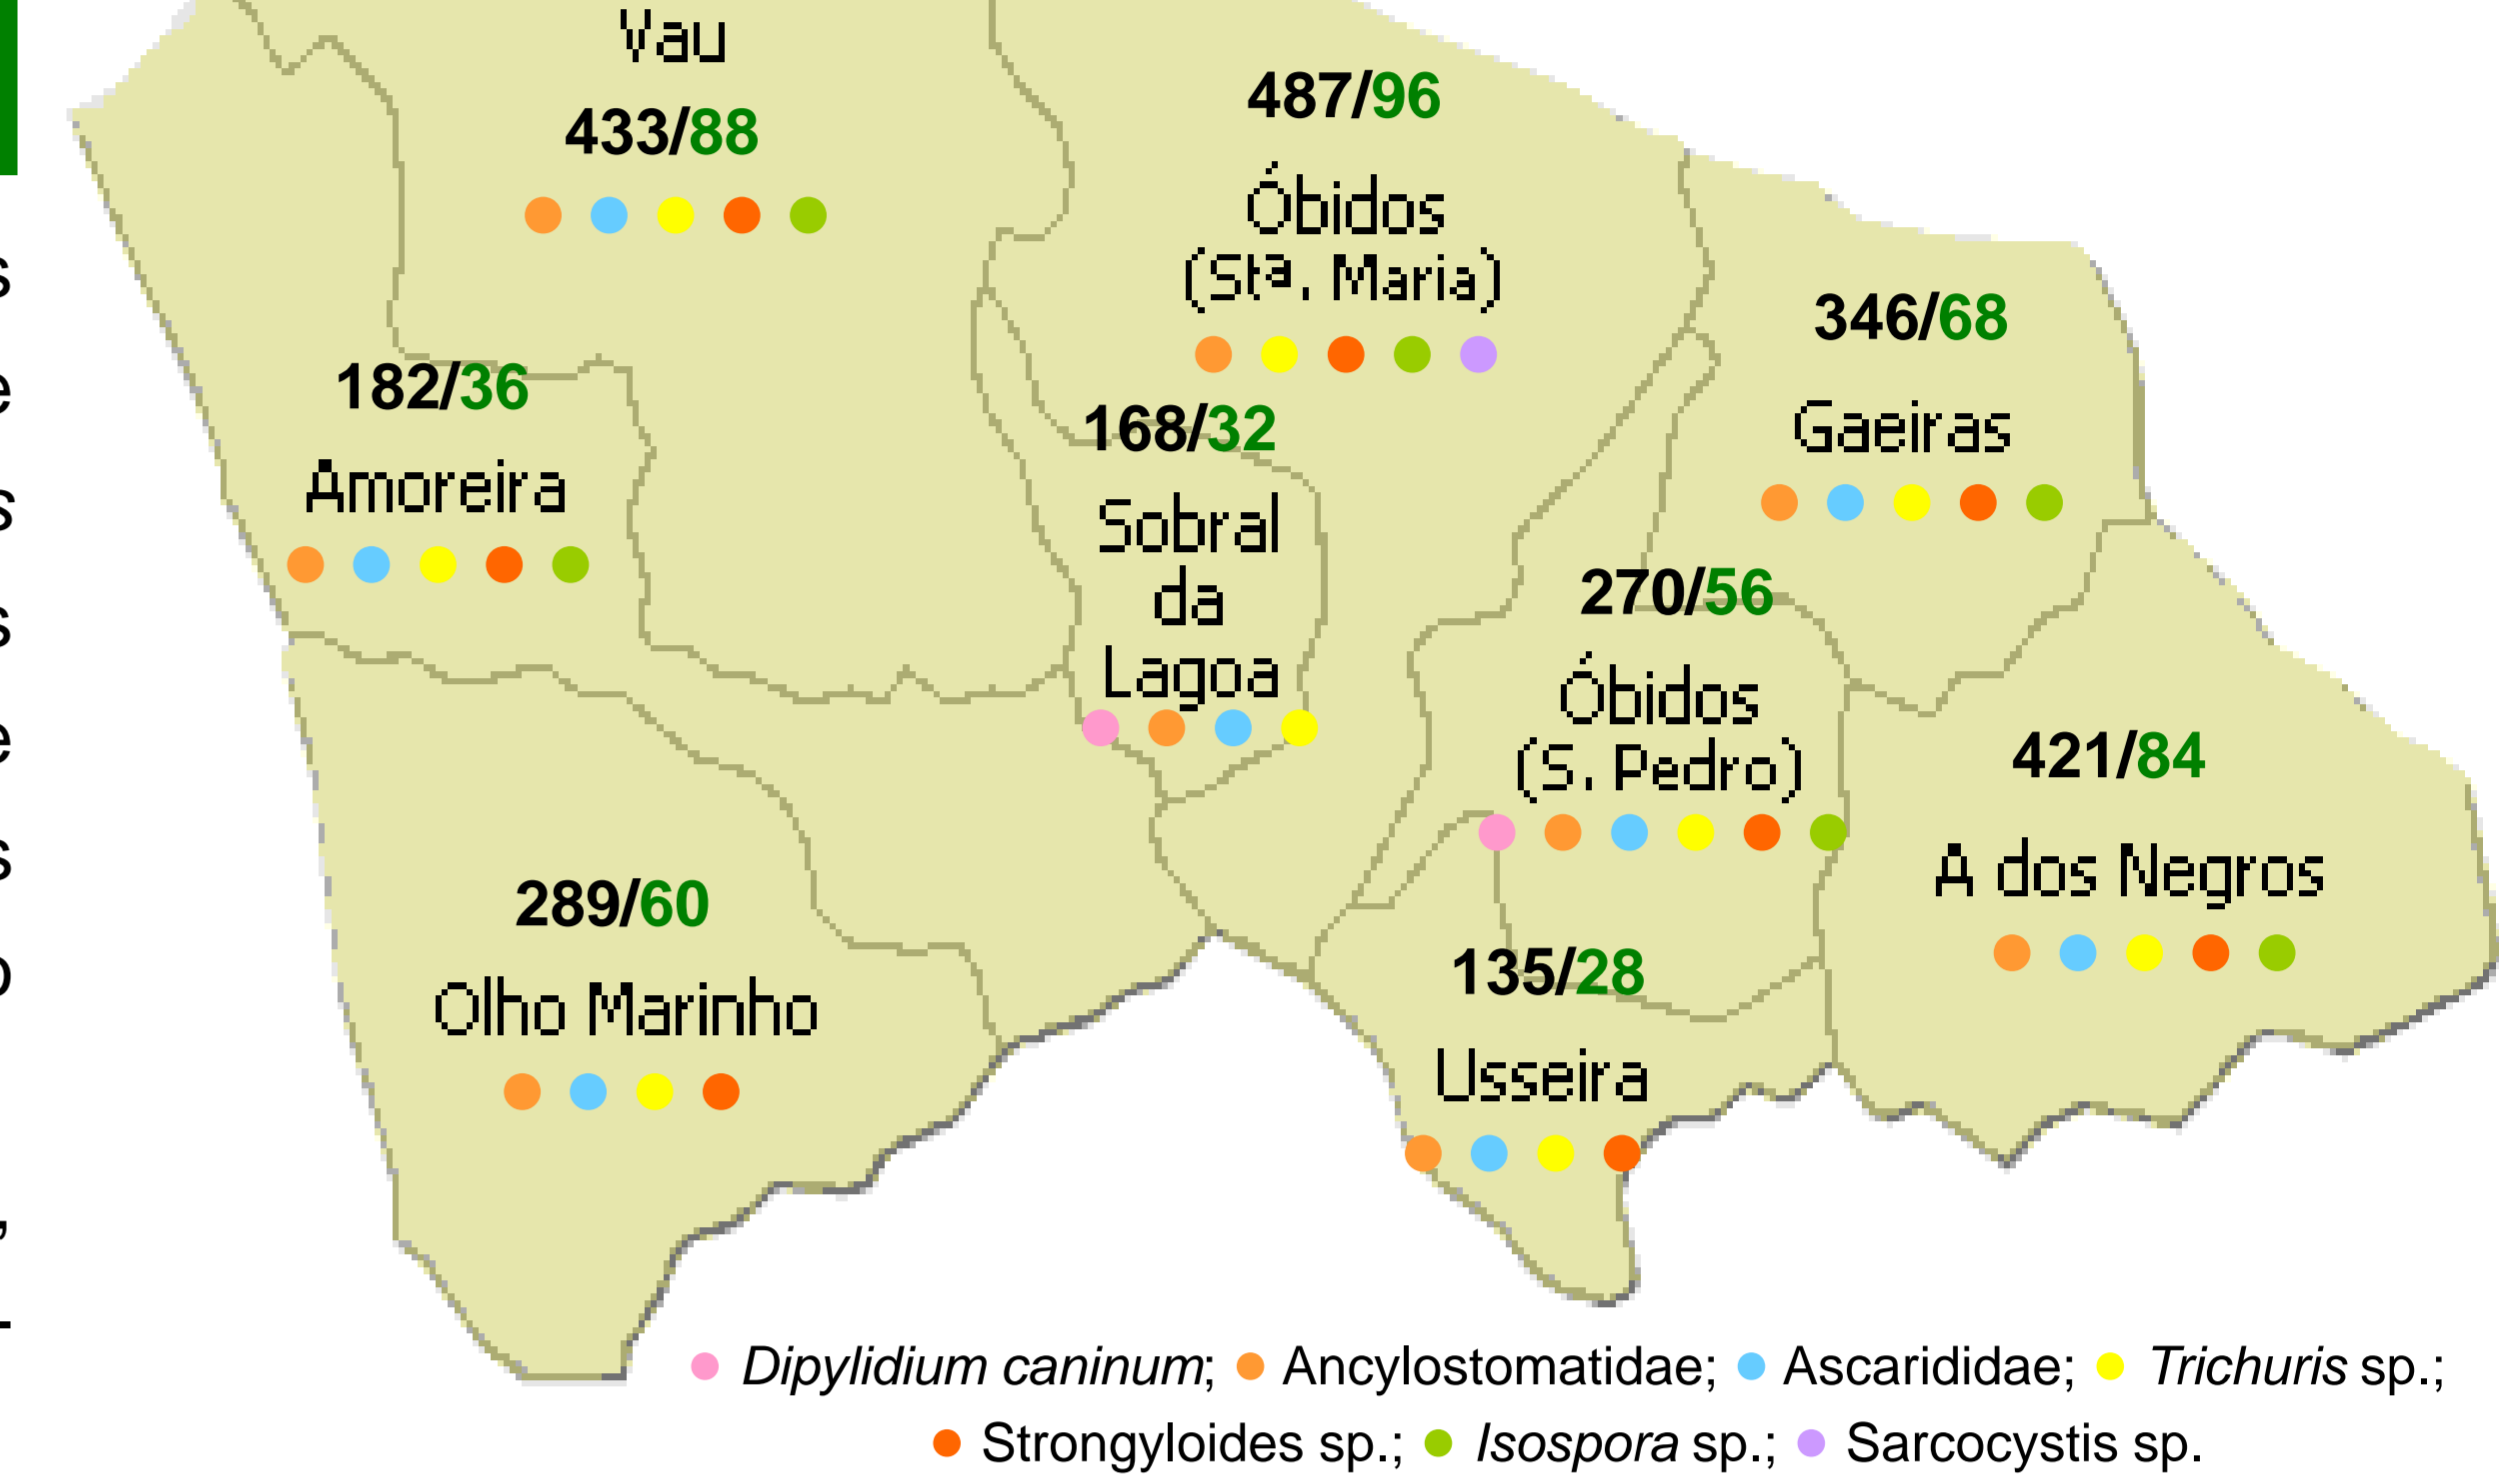 Vau
433/88
487/96
Óbidos
(Stª. Maria)
346/68
Gaeiras
182/36
Amoreira
168/32
Sobral
da
Lagoa
270/56
Óbidos
(S. Pedro)
421/84
A dos Negros
289/60
Olho Marinho
135/28
Usseira
s
e
s
s
e
s
o
,
.
Dipylidium caninum; Ancylostomatidae; Ascarididae; Trichuris sp.;
Strongyloides sp.; Isospora sp.; Sarcocystis sp.